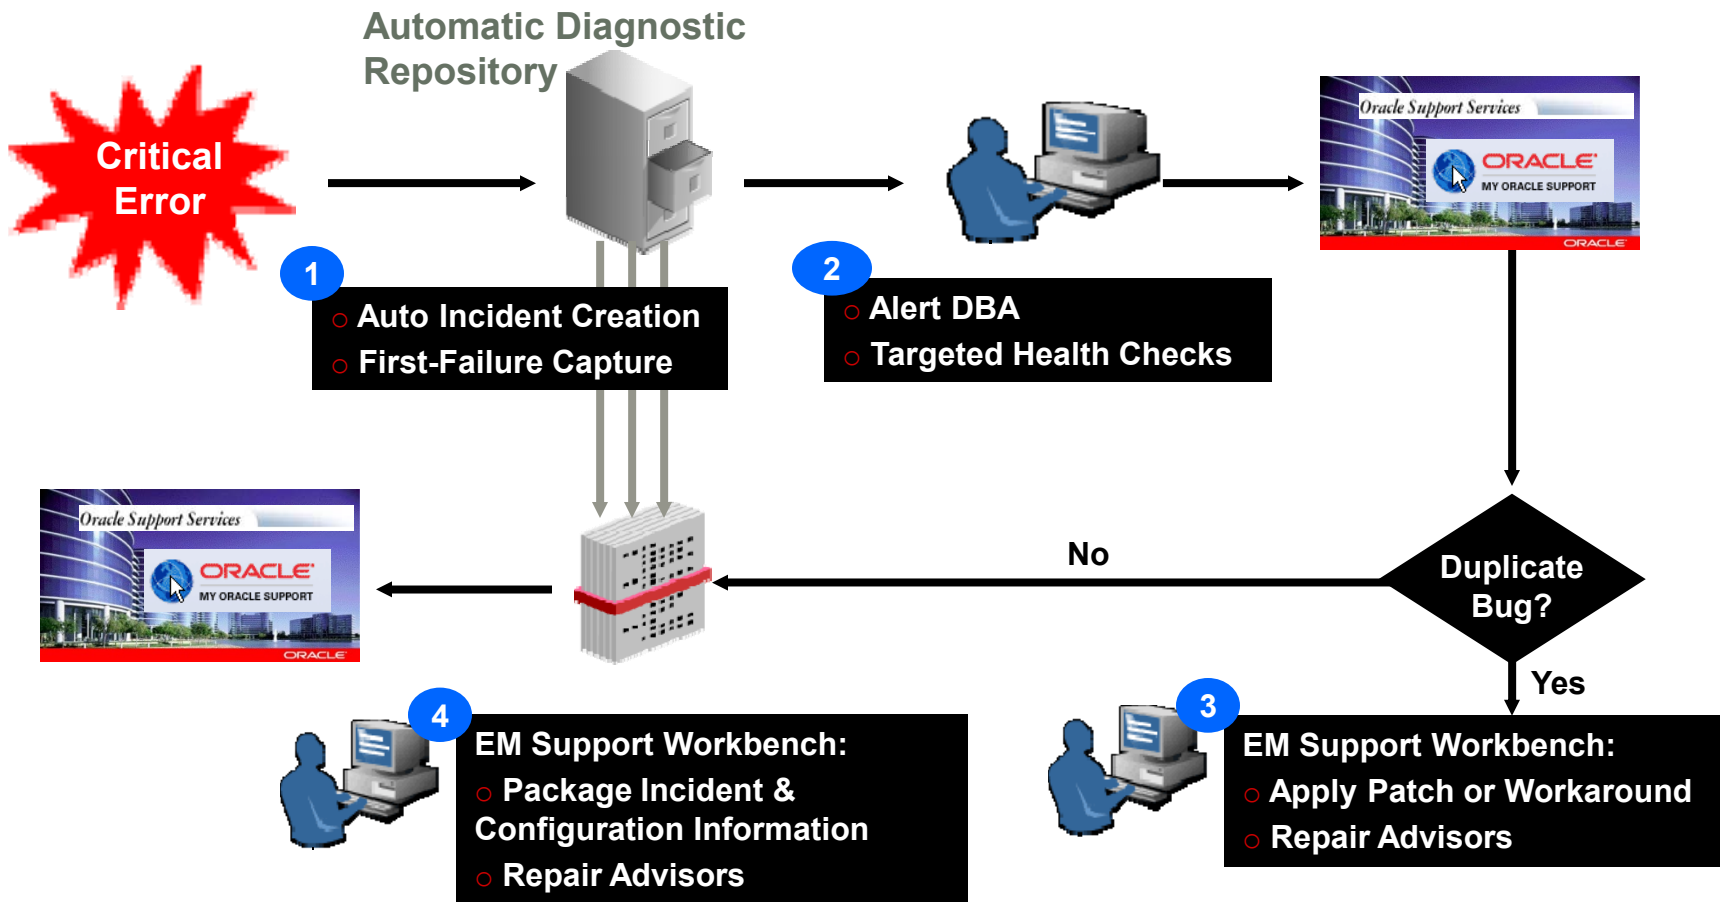 Automatic Diagnostic
Repository
Critical
Error
Oracle Support Services
ORACLE
MY ORACLE SUPPORT
ORACLE
1
○ Auto Incident Creation
○ First-Failure Capture
2
○ Alert DBA
○ Targeted Health Checks
Oracle Support Services
ORACLE
MY ORACLE SUPPORT
ORACLE
No
Duplicate
Bug?
Yes
4
EM Support Workbench:
○ Package Incident &
Configuration Information
○ Repair Advisors
3
EM Support Workbench:
○ Apply Patch or Workaround
○ Repair Advisors